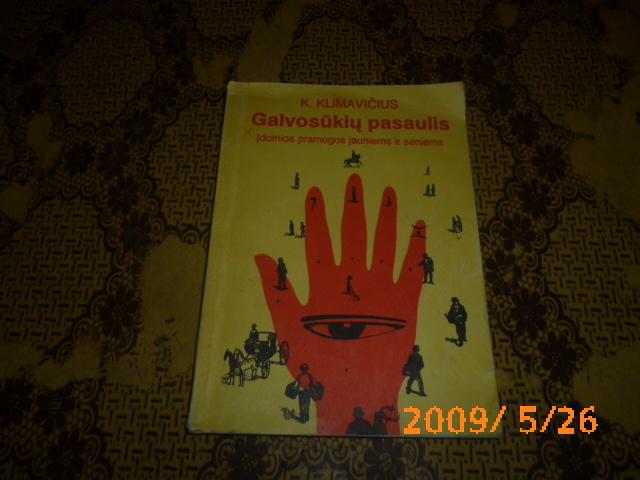 K. KLIMAVIČIUS
Galvosūkių pasaulis
įdomios pramogos jauniems ir seniems
2009/ 5/26